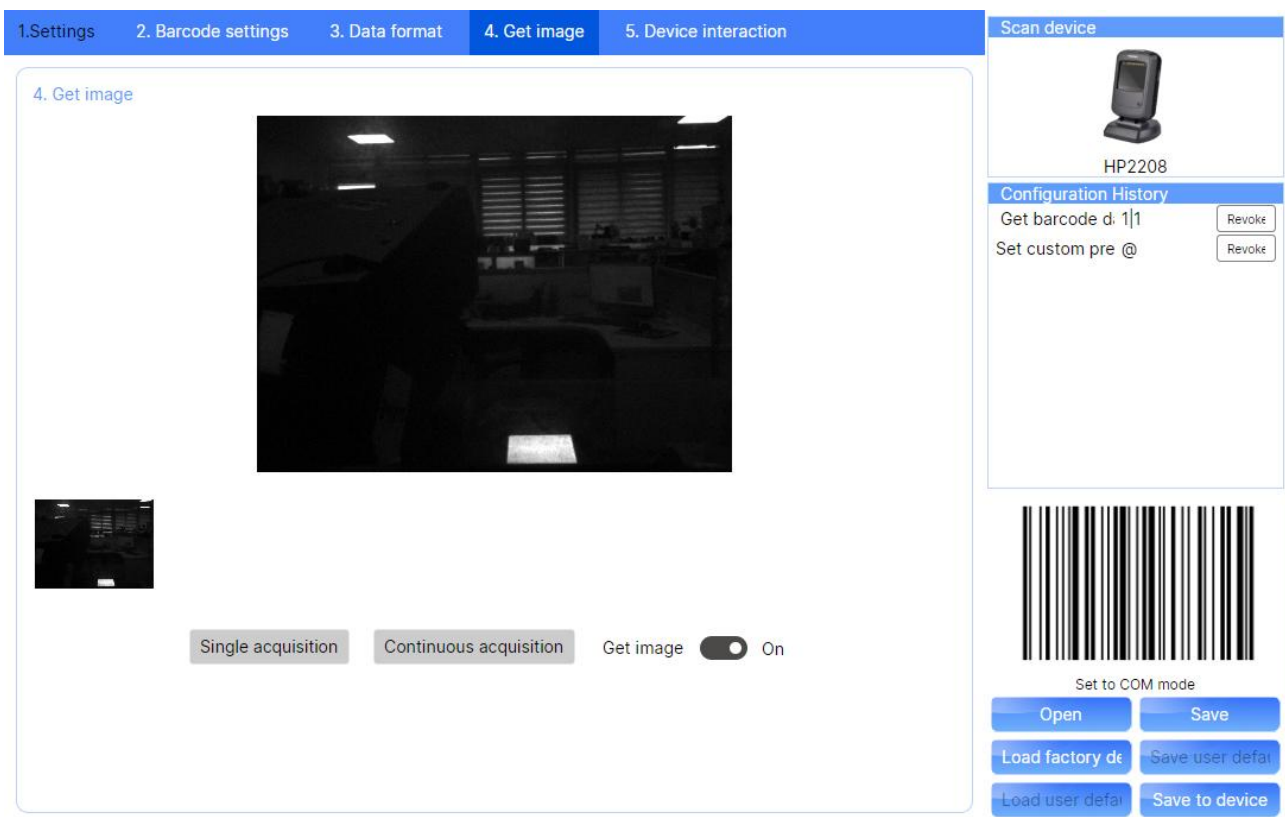 1.Settings 2. Barcode settings 3. Data format 4. Get image 5. Device interaction
4. Get image
Single acquisition Continuous acquisition Get image On
Scan device
HP2208
Configuration History
Get barcode d: 1|1 Revoke
Set custom pre @ Revoke
Set to COM mode
Open Save
Load factory de Save user defau
Load user defau Save to device